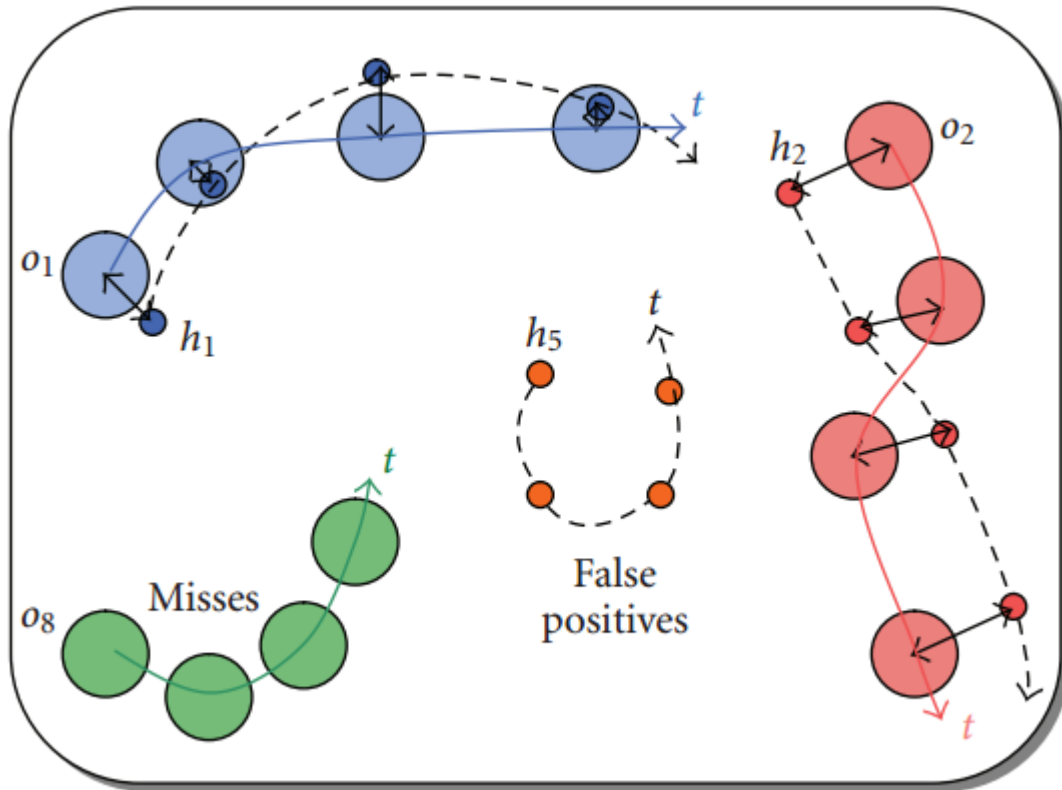 t
o₁
h₁
h₂
o₂
h₅
t
t
Misses
o₈
False
positives
t